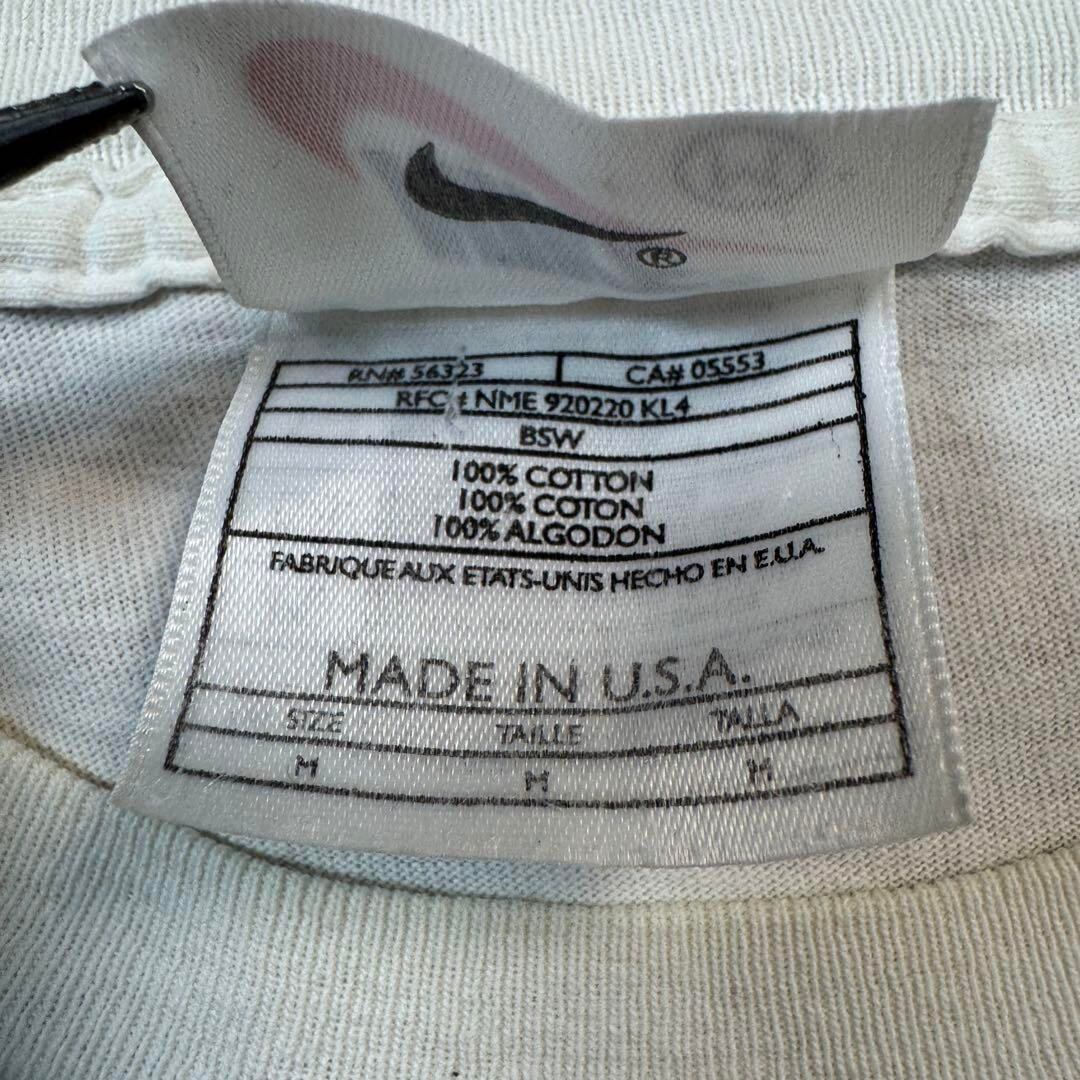 ®
RN# 56323 CA# 05553
RFC # NME 920220 KL4
BSW
100% COTTON
100% COTON
100% ALGODON
FABRIQUE AUX ETATS-UNIS HECHO EN E.U.A.
MADE IN U.S.A.
SIZE TAILLE TALLA
M M M